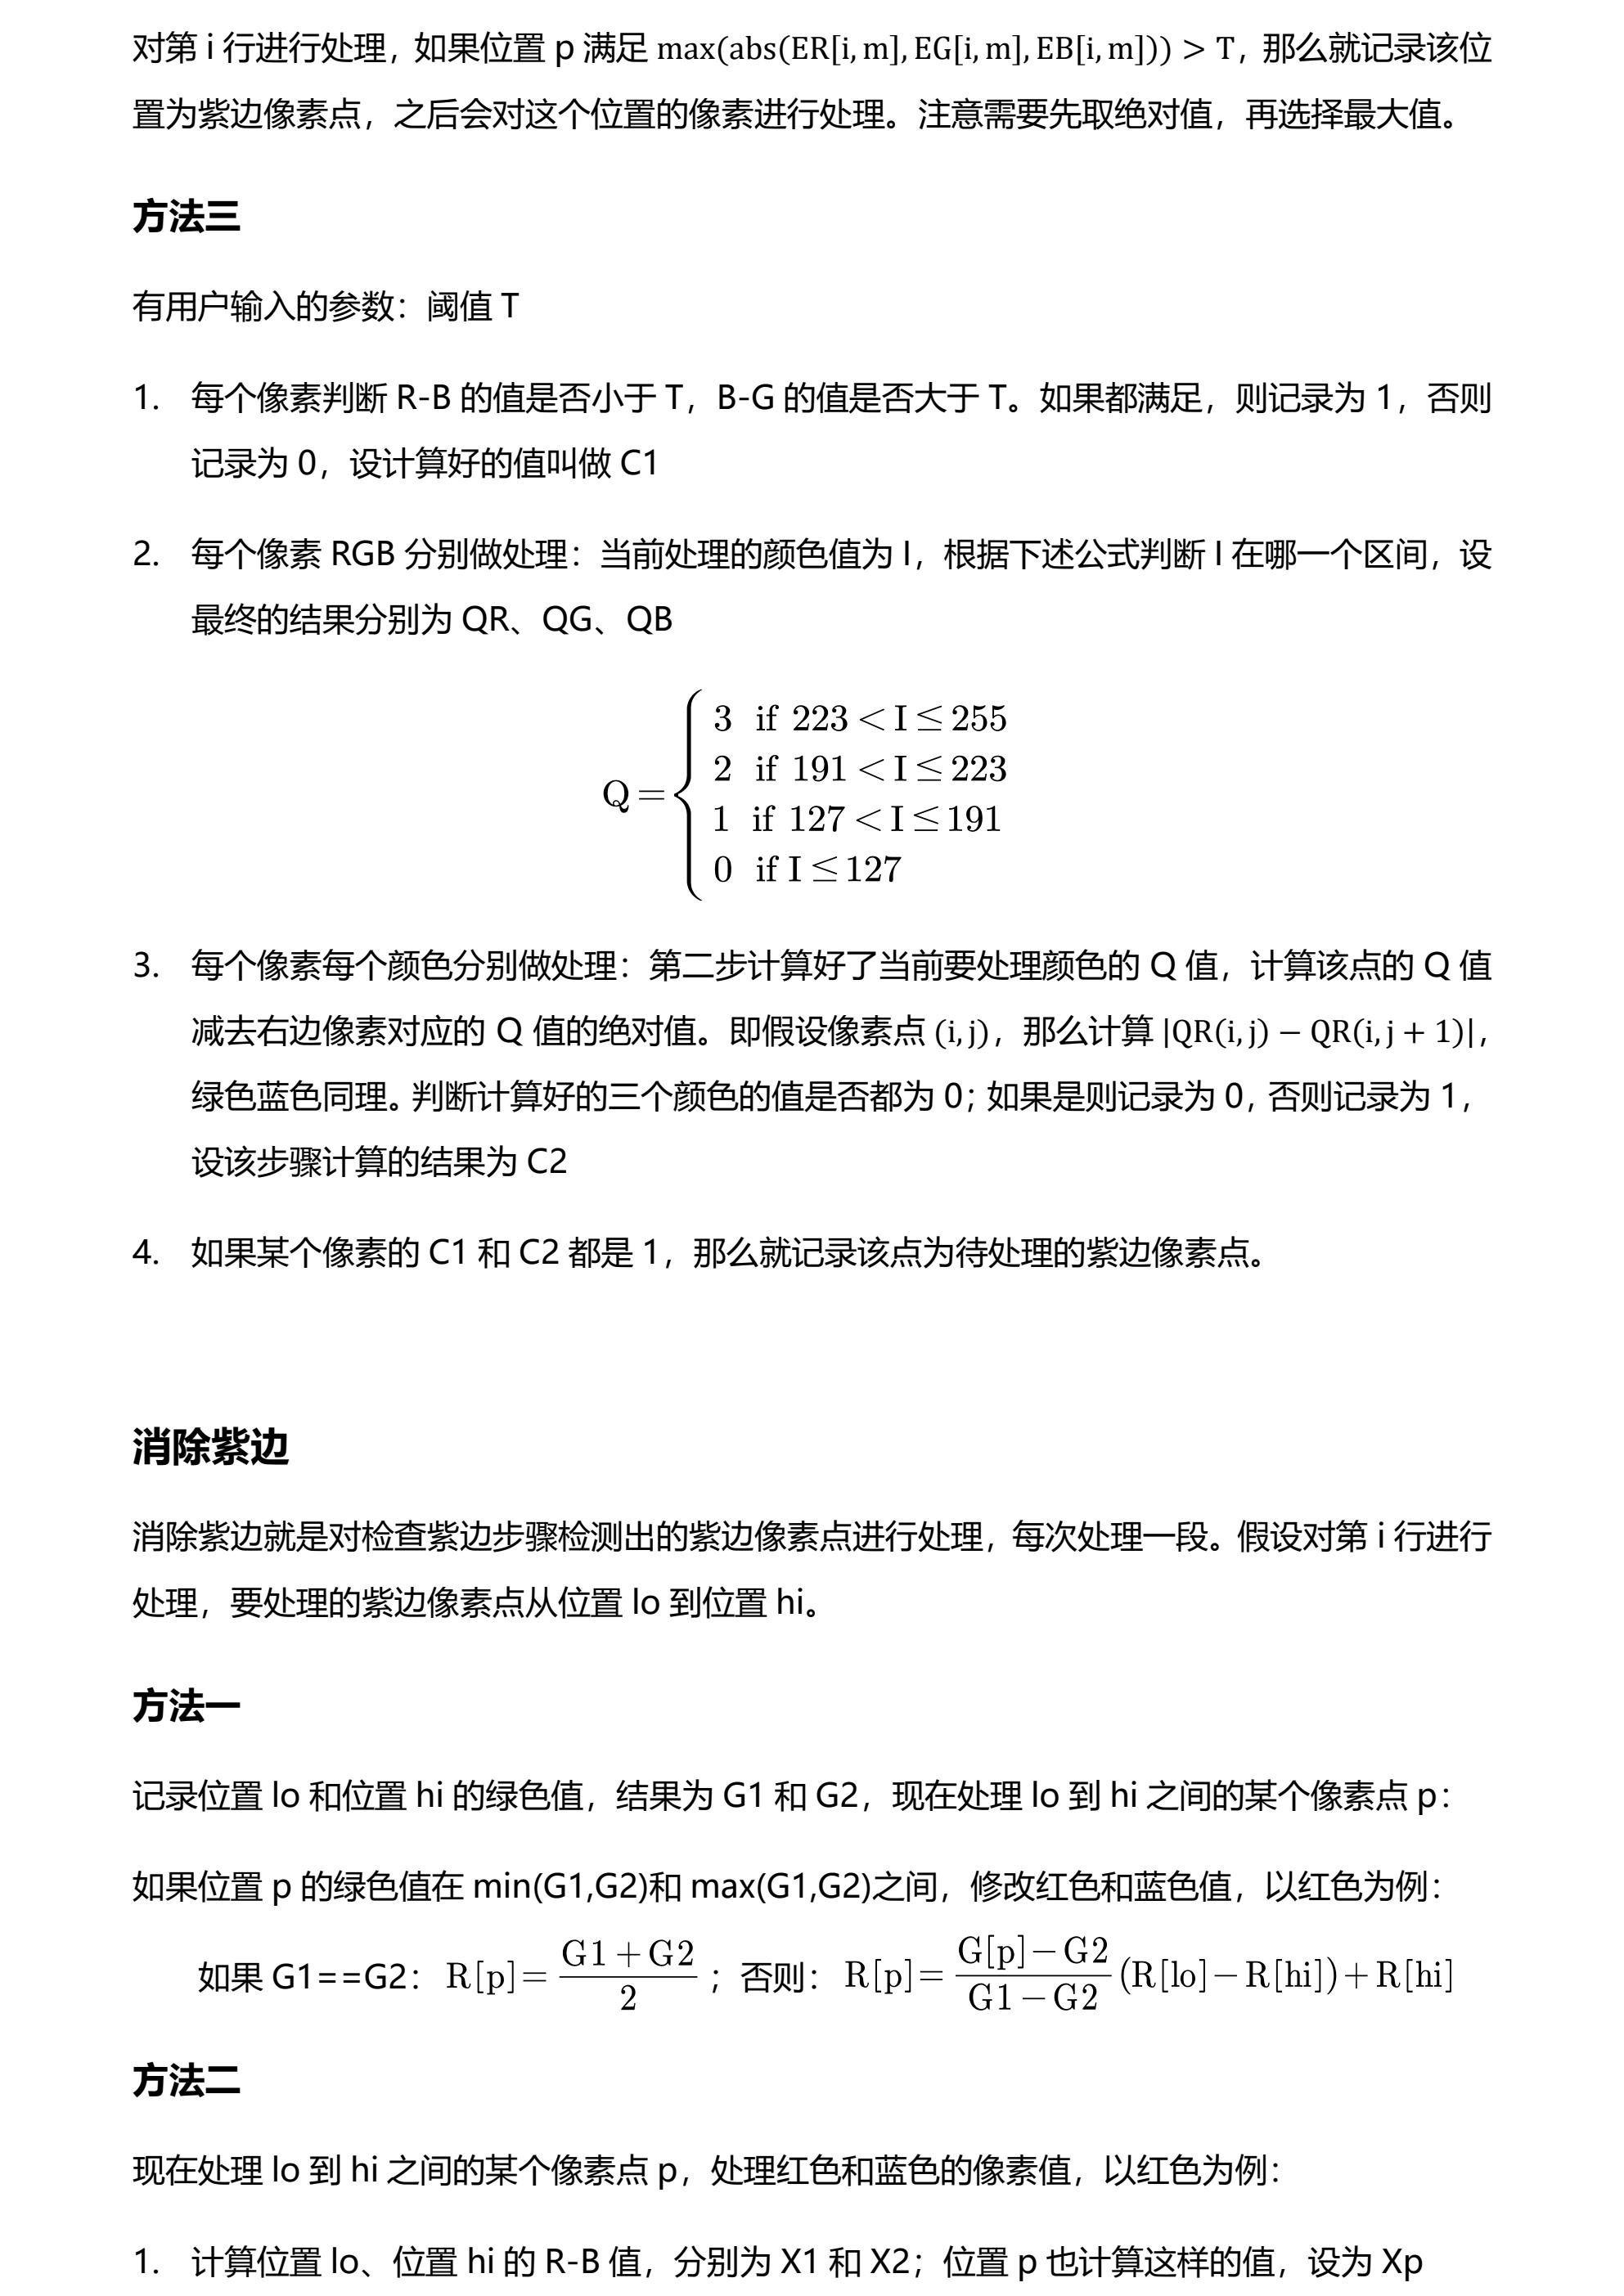 对第 i 行进行处理，如果位置 p 满足 max(abs(ER[i, m], EG[i, m], EB[i, m])) > T，那么就记录该位
置为紫边像素点，之后会对这个位置的像素进行处理。注意需要先取绝对值，再选择最大值。
方法三
有用户输入的参数：阈值 T
1. 每个像素判断 R-B 的值是否小于 T，B-G 的值是否大于 T。如果都满足，则记录为 1，否则
记录为 0，设计算好的值叫做 C1
2. 每个像素 RGB 分别做处理：当前处理的颜色值为 I，根据下述公式判断 I 在哪一个区间，设
最终的结果分别为 QR、QG、QB
Q = {
3 if 223 < I ≤ 255
2 if 191 < I ≤ 223
1 if 127 < I ≤ 191
0 if I ≤ 127
3. 每个像素每个颜色分别做处理：第二步计算好了当前要处理颜色的 Q 值，计算该点的 Q 值
减去右边像素对应的 Q 值的绝对值。即假设像素点 (i, j)，那么计算 |QR(i, j) − QR(i, j + 1)|，
绿色蓝色同理。判断计算好的三个颜色的值是否都为 0；如果是则记录为 0，否则记录为 1，
设该步骤计算的结果为 C2
4. 如果某个像素的 C1 和 C2 都是 1，那么就记录该点为待处理的紫边像素点。
消除紫边
消除紫边就是对检查紫边步骤检测出的紫边像素点进行处理，每次处理一段。假设对第 i 行进行
处理，要处理的紫边像素点从位置 lo 到位置 hi。
方法一
记录位置 lo 和位置 hi 的绿色值，结果为 G1 和 G2，现在处理 lo 到 hi 之间的某个像素点 p：
如果位置 p 的绿色值在 min(G1,G2)和 max(G1,G2)之间，修改红色和蓝色值，以红色为例：
如果 G1==G2：R[p] = (G1 + G2) / 2；否则：R[p] = (G[p] − G2) / (G1 − G2) (R[lo] − R[hi]) + R[hi]
方法二
现在处理 lo 到 hi 之间的某个像素点 p，处理红色和蓝色的像素值，以红色为例：
1. 计算位置 lo、位置 hi 的 R-B 值，分别为 X1 和 X2；位置 p 也计算这样的值，设为 Xp